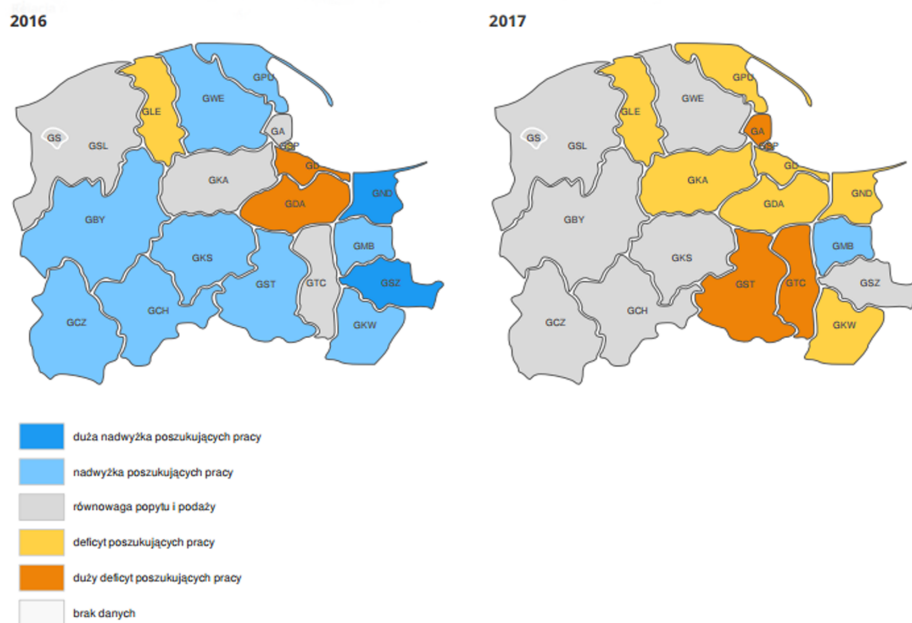 2016
2017
GPU
GWE
GLE
GA
GS
GSL
GSP
GD
GKA
GND
GDA
GBY
GMB
GKS
GSZ
GST
GTC
GCH
GCZ
GKW
GPU
GWE
GLE
GA
GS
GSL
GSP
GD
GKA
GND
GDA
GBY
GMB
GKS
GSZ
GST
GTC
GCH
GCZ
GKW
duża nadwyżka poszukujących pracy
nadwyżka poszukujących pracy
równowaga popytu i podaży
deficyt poszukujących pracy
duży deficyt poszukujących pracy
brak danych